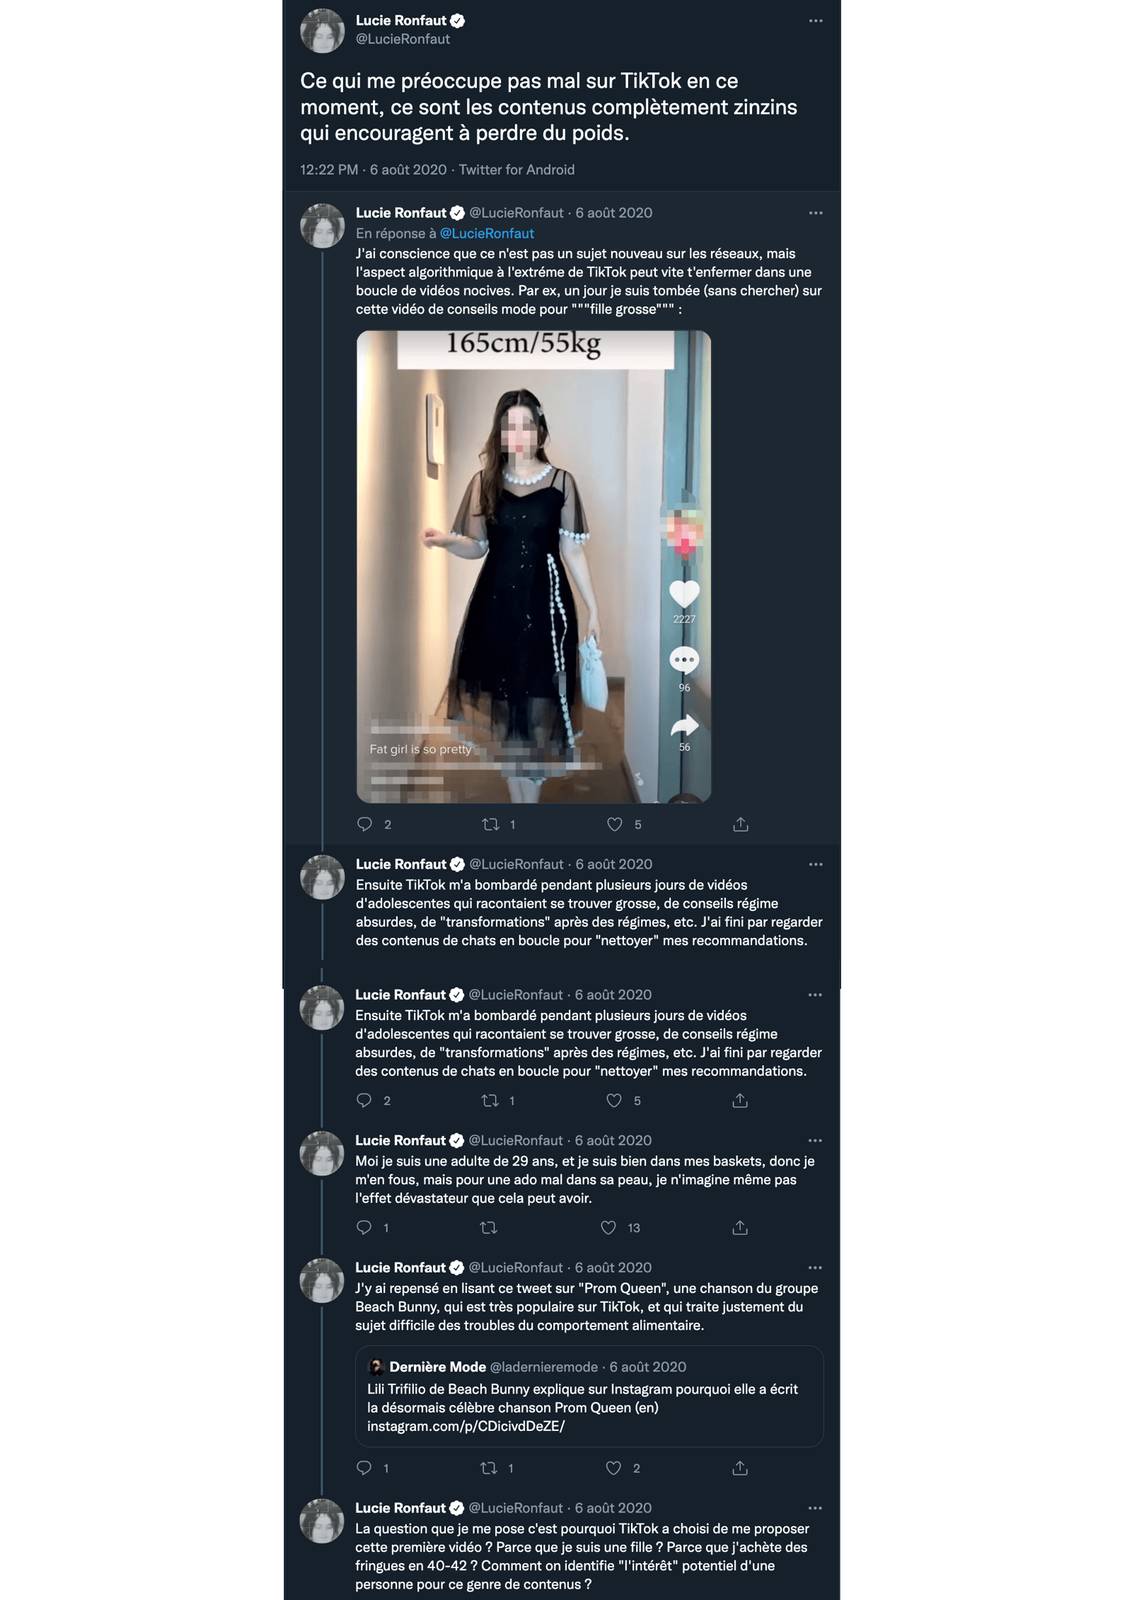 Lucie Ronfaut
@LucieRonfaut
Ce qui me préoccupe pas mal sur TikTok en ce
moment, ce sont les contenus complètement zinzins
qui encouragent à perdre du poids.
12:22 PM · 6 août 2020 · Twitter for Android
Lucie Ronfaut @LucieRonfaut · 6 août 2020
En réponse à @LucieRonfaut
J'ai conscience que ce n'est pas un sujet nouveau sur les réseaux, mais
l'aspect algorithmique à l'extréme de TikTok peut vite t'enfermer dans une
boucle de vidéos nocives. Par ex, un jour je suis tombée (sans chercher) sur
cette vidéo de conseils mode pour """fille grosse""" :
165cm/55kg
2227
96
56
Fat girl is so pretty
2 1 5
Lucie Ronfaut @LucieRonfaut · 6 août 2020
Ensuite TikTok m'a bombardé pendant plusieurs jours de vidéos
d'adolescentes qui racontaient se trouver grosse, de conseils régime
absurdes, de "transformations" après des régimes, etc. J'ai fini par regarder
des contenus de chats en boucle pour "nettoyer" mes recommandations.
Lucie Ronfaut @LucieRonfaut · 6 août 2020
Ensuite TikTok m'a bombardé pendant plusieurs jours de vidéos
d'adolescentes qui racontaient se trouver grosse, de conseils régime
absurdes, de "transformations" après des régimes, etc. J'ai fini par regarder
des contenus de chats en boucle pour "nettoyer" mes recommandations.
2 1 5
Lucie Ronfaut @LucieRonfaut · 6 août 2020
Moi je suis une adulte de 29 ans, et je suis bien dans mes baskets, donc je
m'en fous, mais pour une ado mal dans sa peau, je n'imagine même pas
l'effet dévastateur que cela peut avoir.
1 13
Lucie Ronfaut @LucieRonfaut · 6 août 2020
J'y ai repensé en lisant ce tweet sur "Prom Queen", une chanson du groupe
Beach Bunny, qui est très populaire sur TikTok, et qui traite justement du
sujet difficile des troubles du comportement alimentaire.
Dernière Mode @ladernieremode · 6 août 2020
Lili Trifilio de Beach Bunny explique sur Instagram pourquoi elle a écrit
la désormais célèbre chanson Prom Queen (en)
instagram.com/p/CDicivdDeZE/
1 1 2
Lucie Ronfaut @LucieRonfaut · 6 août 2020
La question que je me pose c'est pourquoi TikTok a choisi de me proposer
cette première vidéo ? Parce que je suis une fille ? Parce que j'achète des
fringues en 40-42 ? Comment on identifie "l'intérêt" potentiel d'une
personne pour ce genre de contenus ?